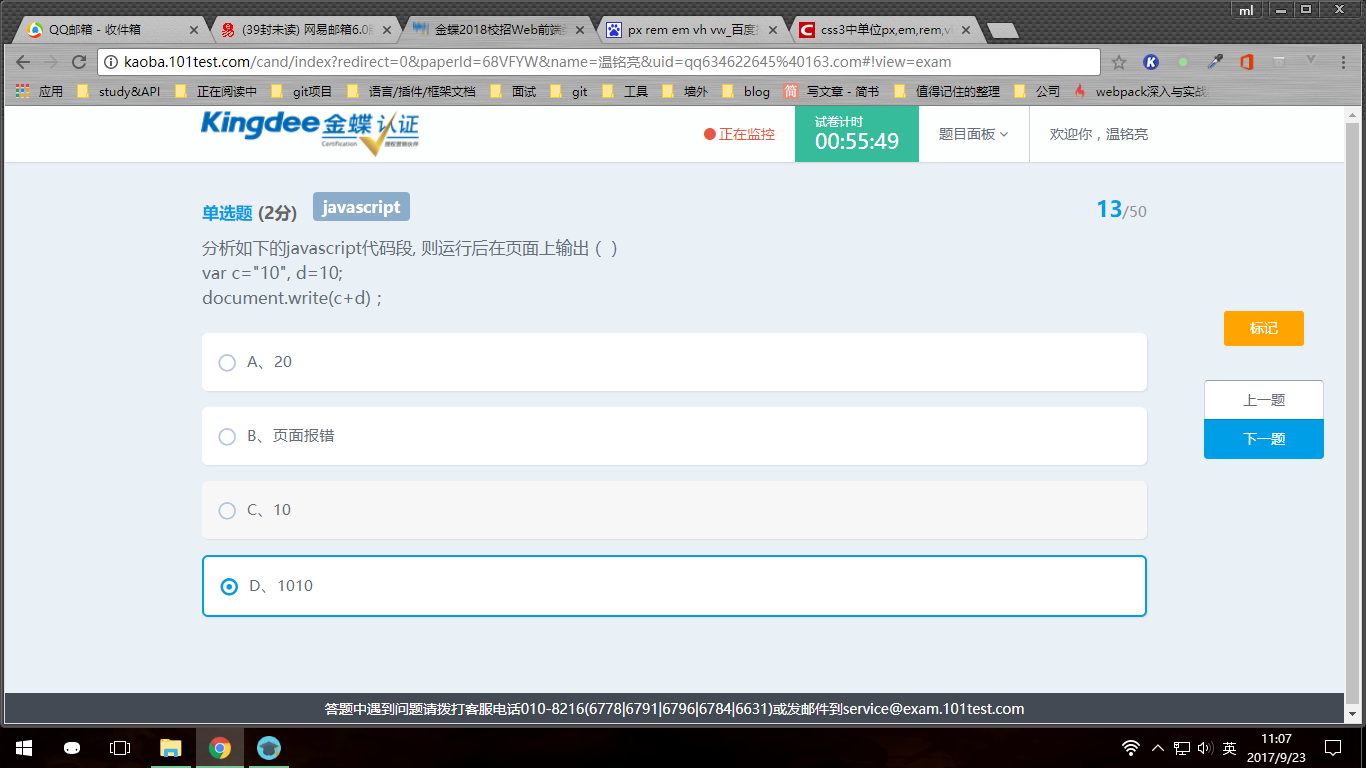 ml
QQ邮箱 - 收件箱
(39封未读) 网易邮箱6.0
金蝶2018校招Web前端
px rem em vh vw_百度
css3中单位px,em,rem,v
kaoba.101test.com/cand/index?redirect=0&paperId=68VFYW&name=温铭亮&uid=qq634622645%40163.com#!view=exam
应用 study&API 正在阅读中 git项目 语言/插件/框架文档 面试 git 工具 墙外 blog 简 写文章 - 简书 值得记住的整理 公司 webpack深入与实战
Kingdee金蝶认证
Certification 授权营销伙伴
正在监控
试卷计时
00:55:49
题目面板
欢迎你，温铭亮
单选题 (2分) javascript
13/50
分析如下的javascript代码段, 则运行后在页面上输出（ ）
var c="10", d=10;
document.write(c+d)；
A、20
B、页面报错
C、10
D、1010
标记
上一题
下一题
答题中遇到问题请拨打客服电话010-8216(6778|6791|6796|6784|6631)或发邮件到service@exam.101test.com
英
11:07
2017/9/23